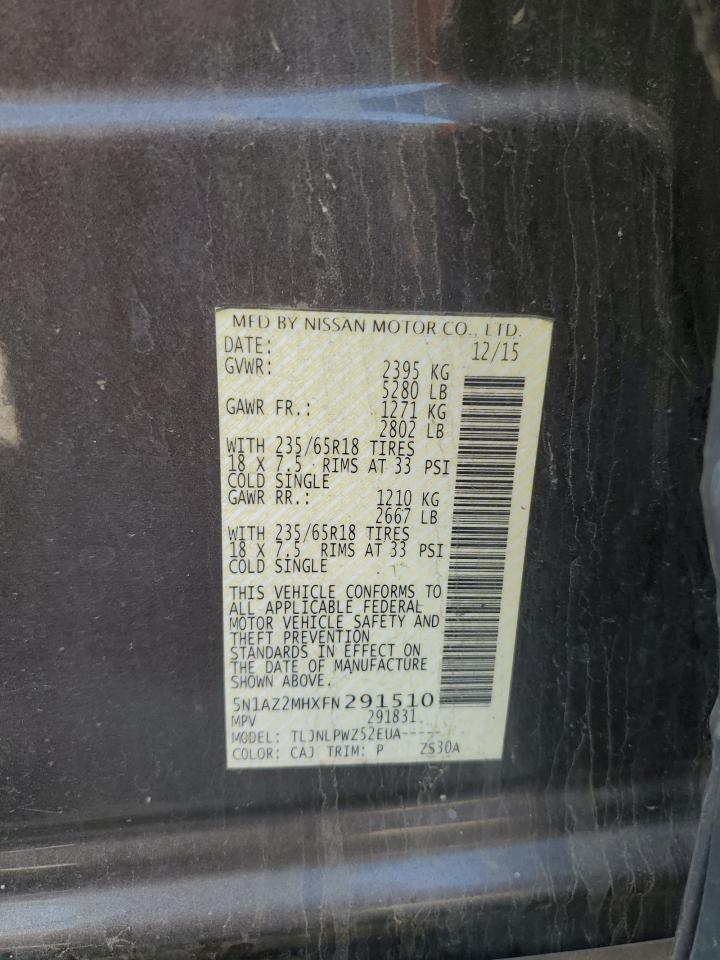 MFD BY NISSAN MOTOR CO., LTD.
DATE: 12/15
GVWR: 2395 KG
5280 LB
GAWR FR.: 1271 KG
2802 LB
WITH 235/65R18 TIRES
18 X 7.5 RIMS AT 33 PSI
COLD SINGLE
GAWR RR.: 1210 KG
2667 LB
WITH 235/65R18 TIRES
18 X 7.5 RIMS AT 33 PSI
COLD SINGLE
THIS VEHICLE CONFORMS TO
ALL APPLICABLE FEDERAL
MOTOR VEHICLE SAFETY AND
THEFT PREVENTION
STANDARDS IN EFFECT ON
THE DATE OF MANUFACTURE
SHOWN ABOVE.
5N1AZ2MHXFN291510
MPV 291831
MODEL: TLJNLPWZ52EUA-----
COLOR: CAJ TRIM: P ZS30A